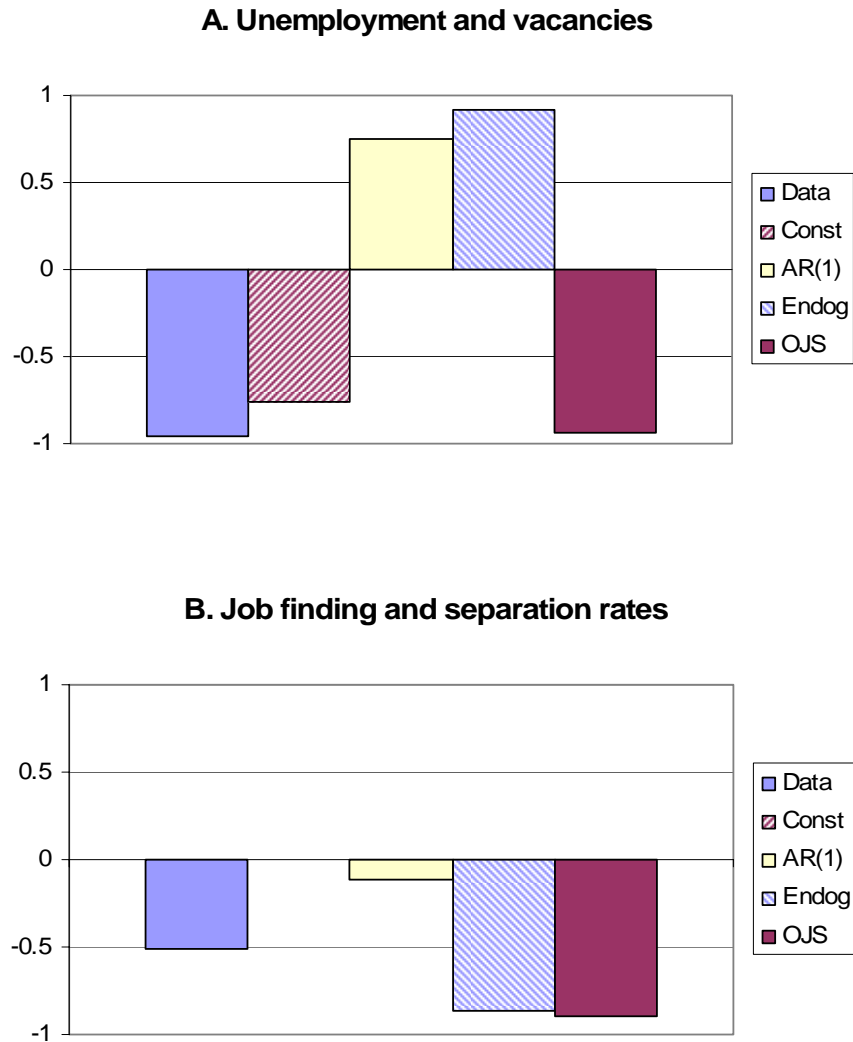 A. Unemployment and vacancies
1
0.5
0
-0.5
-1
Data
Const
AR(1)
Endog
OJS
B. Job finding and separation rates
1
0.5
0
-0.5
-1
Data
Const
AR(1)
Endog
OJS